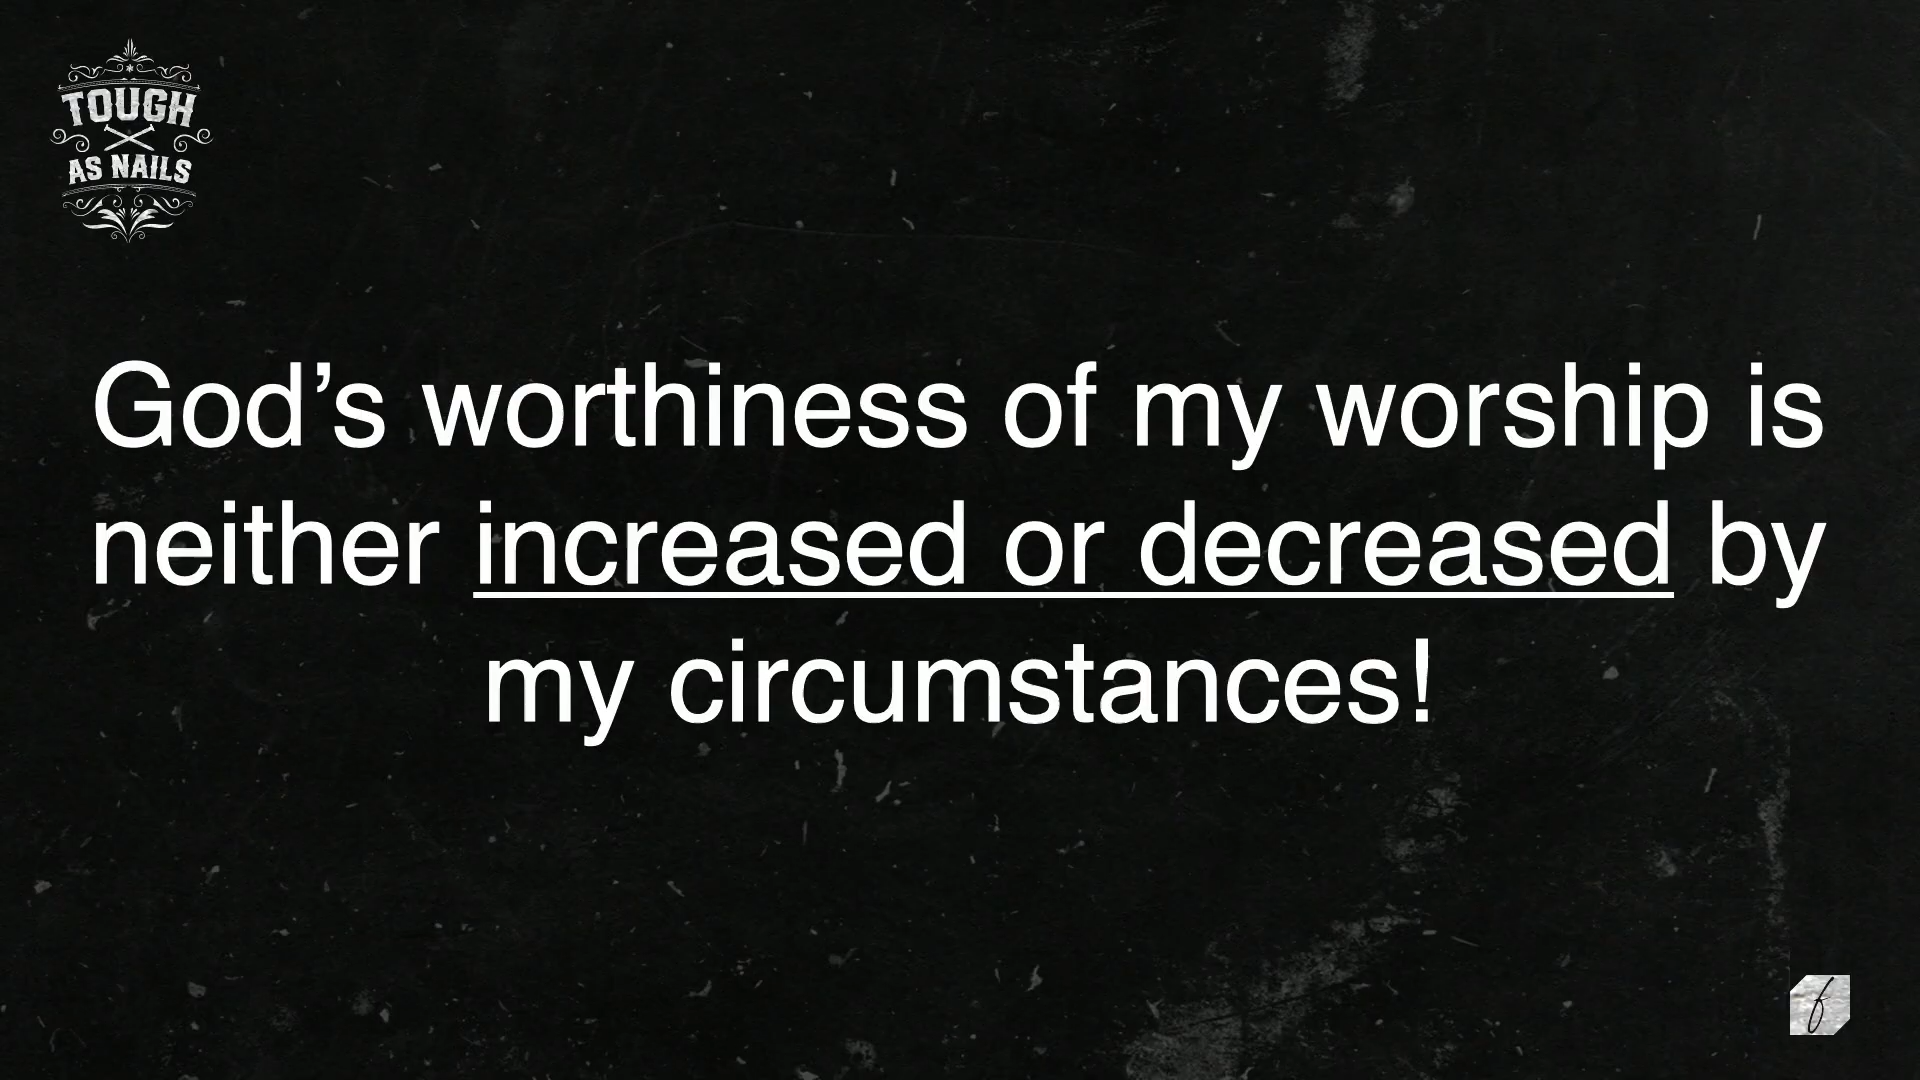 TOUGH
AS NAILS
God’s worthiness of my worship is
neither increased or decreased by
my circumstances!
f